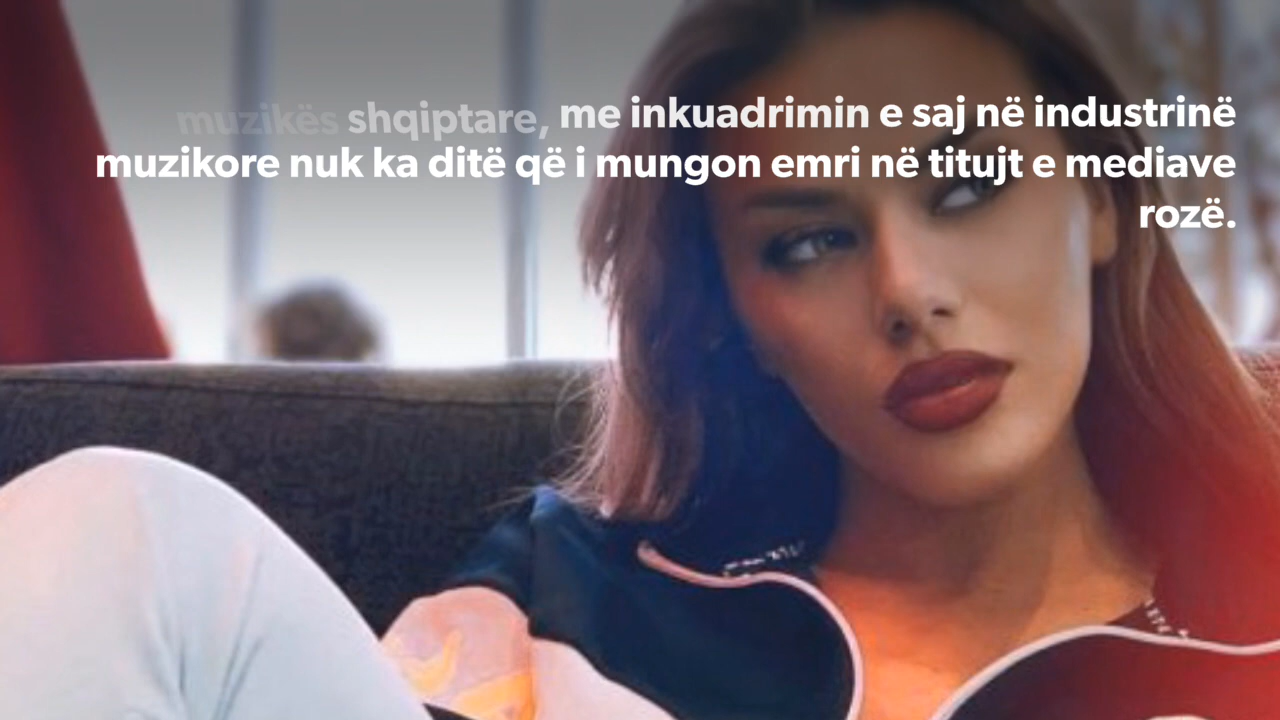 muzikës shqiptare, me inkuadrimin e saj në industrinë
muzikore nuk ka ditë që i mungon emri në titujt e mediave
rozë.